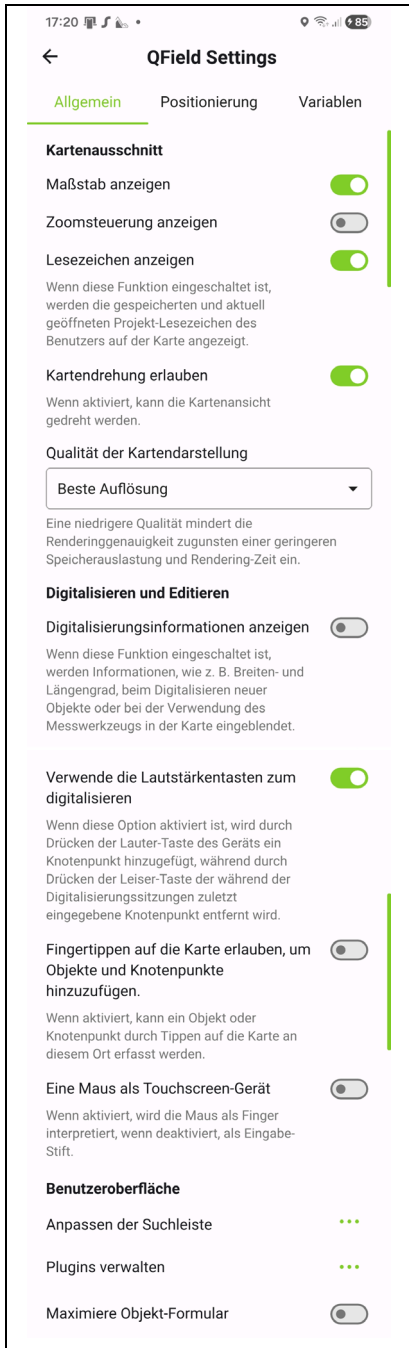 17:20
85
QField Settings
Allgemein Positionierung Variablen
Kartenausschnitt
Maßstab anzeigen
Zoomsteuerung anzeigen
Lesezeichen anzeigen
Wenn diese Funktion eingeschaltet ist,
werden die gespeicherten und aktuell
geöffneten Projekt-Lesezeichen des
Benutzers auf der Karte angezeigt.
Kartendrehung erlauben
Wenn aktiviert, kann die Kartenansicht
gedreht werden.
Qualität der Kartendarstellung
Beste Auflösung
Eine niedrigere Qualität mindert die
Renderinggenauigkeit zugunsten einer geringeren
Speicherauslastung und Rendering-Zeit ein.
Digitalisieren und Editieren
Digitalisierungsinformationen anzeigen
Wenn diese Funktion eingeschaltet ist,
werden Informationen, wie z. B. Breiten- und
Längengrad, beim Digitalisieren neuer
Objekte oder bei der Verwendung des
Messwerkzeugs in der Karte eingeblendet.
Verwende die Lautstärkentasten zum
digitalisieren
Wenn diese Option aktiviert ist, wird durch
Drücken der Lauter-Taste des Geräts ein
Knotenpunkt hinzugefügt, während durch
Drücken der Leiser-Taste der während der
Digitalisierungssitzungen zuletzt
eingegebene Knotenpunkt entfernt wird.
Fingertippen auf die Karte erlauben, um
Objekte und Knotenpunkte
hinzuzufügen.
Wenn aktiviert, kann ein Objekt oder
Knotenpunkt durch Tippen auf die Karte an
diesem Ort erfasst werden.
Eine Maus als Touchscreen-Gerät
Wenn aktiviert, wird die Maus als Finger
interpretiert, wenn deaktiviert, als Eingabe-
Stift.
Benutzeroberfläche
Anpassen der Suchleiste
Plugins verwalten
Maximiere Objekt-Formular